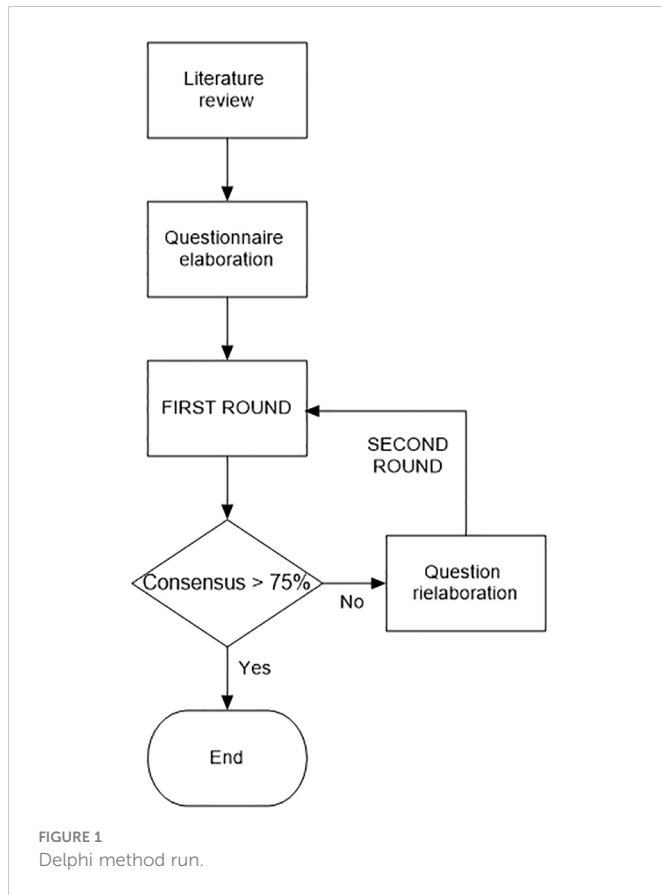 Literature
review
Questionnaire
elaboration
FIRST ROUND
SECOND
ROUND
Consensus > 75%
No
Question
rielaboration
Yes
End
FIGURE 1
Delphi method run.